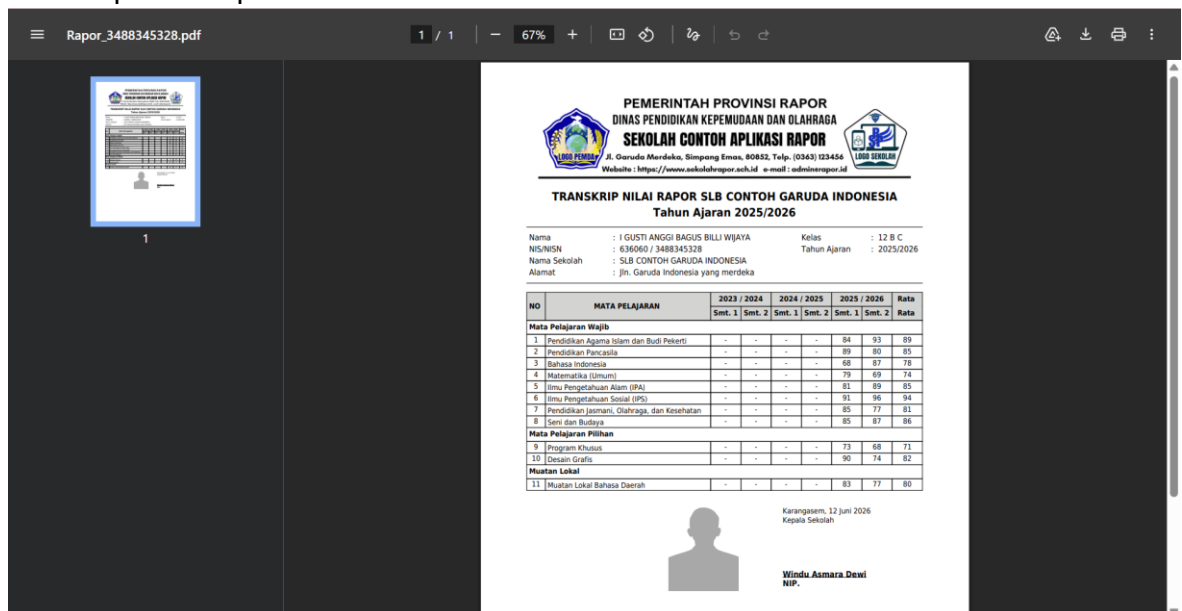 Rapor_3488345328.pdf
1 / 1
67%
1
PEMERINTAH PROVINSI RAPOR
DINAS PENDIDIKAN KEPEMUDAAN DAN OLAHRAGA
SEKOLAH CONTOH APLIKASI RAPOR
Jl. Garuda Merdeka, Simpang Emas, 80852, Telp. (0363) 123456
Website : https://www.sekolahrapor.sch.id e-mail : admin@rapor.id
LOGO PEMDA
LOGO SEKOLAH
TRANSKRIP NILAI RAPOR SLB CONTOH GARUDA INDONESIA
Tahun Ajaran 2025/2026
Nama : I GUSTI ANGGI BAGUS BILLI WIJAYA Kelas : 12 B C
NIS/NISN : 636060 / 3488345328 Tahun Ajaran : 2025/2026
Nama Sekolah : SLB CONTOH GARUDA INDONESIA
Alamat : Jln. Garuda Indonesia yang merdeka
NO MATA PELAJARAN 2023 / 2024 2024 / 2025 2025 / 2026 Rata
Smt. 1 Smt. 2 Smt. 1 Smt. 2 Smt. 1 Smt. 2 Rata
Mata Pelajaran Wajib
1 Pendidikan Agama Islam dan Budi Pekerti - - - - 84 93 89
2 Pendidikan Pancasila - - - - 89 80 85
3 Bahasa Indonesia - - - - 68 87 78
4 Matematika (Umum) - - - - 79 69 74
5 Ilmu Pengetahuan Alam (IPA) - - - - 81 89 85
6 Ilmu Pengetahuan Sosial (IPS) - - - - 91 96 94
7 Pendidikan Jasmani, Olahraga, dan Kesehatan - - - - 85 77 81
8 Seni dan Budaya - - - - 85 87 86
Mata Pelajaran Pilihan
9 Program Khusus - - - - 73 68 71
10 Desain Grafis - - - - 90 74 82
Muatan Lokal
11 Muatan Lokal Bahasa Daerah - - - - 83 77 80
Karangasem, 12 Juni 2026
Kepala Sekolah
Windu Asmara Dewi
NIP.